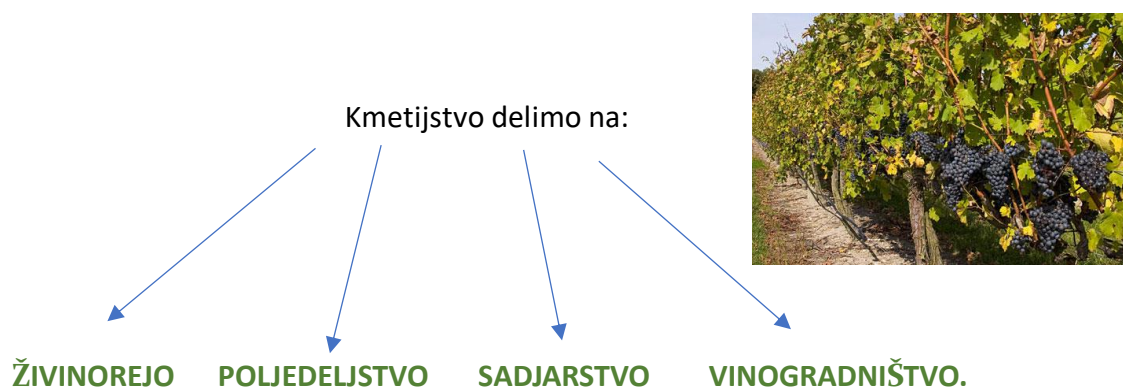 Kmetijstvo delimo na:
ŽIVINOREJO POLJEDELJSTVO SADJARSTVO VINOGRADNIŠTVO.